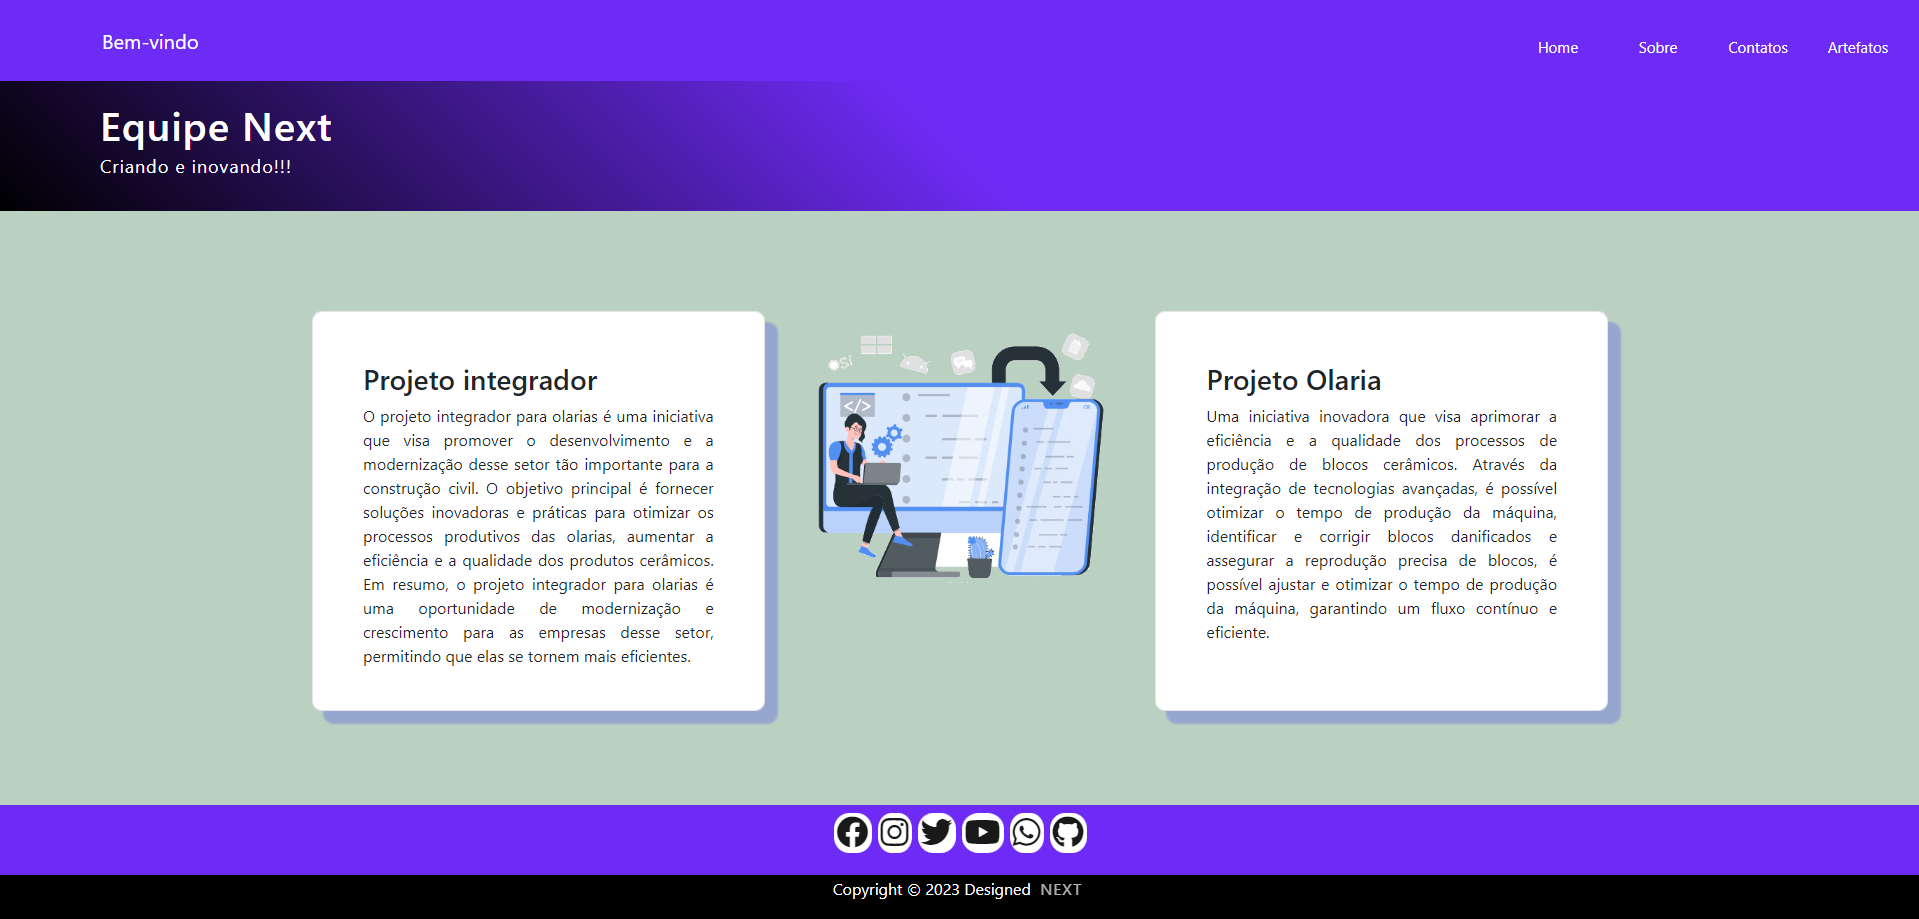 Bem-vindo
Home Sobre Contatos Artefatos
Equipe Next
Criando e inovando!!!
Projeto integrador
O projeto integrador para olarias é uma iniciativa
que visa promover o desenvolvimento e a
modernização desse setor tão importante para a
construção civil. O objetivo principal é fornecer
soluções inovadoras e práticas para otimizar os
processos produtivos das olarias, aumentar a
eficiência e a qualidade dos produtos cerâmicos.
Em resumo, o projeto integrador para olarias é
uma oportunidade de modernização e
crescimento para as empresas desse setor,
permitindo que elas se tornem mais eficientes.
</>
Projeto Olaria
Uma iniciativa inovadora que visa aprimorar a
eficiência e a qualidade dos processos de
produção de blocos cerâmicos. Através da
integração de tecnologias avançadas, é possível
otimizar o tempo de produção da máquina,
identificar e corrigir blocos danificados e
assegurar a reprodução precisa de blocos, é
possível ajustar e otimizar o tempo de produção
da máquina, garantindo um fluxo contínuo e
eficiente.
Copyright © 2023 Designed NEXT